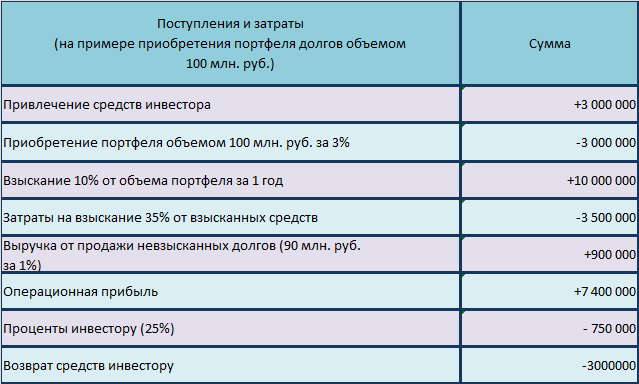 Поступления и затраты
(на примере приобретения портфеля долгов объемом
100 млн. руб.)
Сумма
Привлечение средств инвестора
+3 000 000
Приобретение портфеля объемом 100 млн. руб. за 3%
-3 000 000
Взыскание 10% от объема портфеля за 1 год
+10 000 000
Затраты на взыскание 35% от взысканных средств
-3 500 000
Выручка от продажи невзысканных долгов (90 млн. руб.
за 1%)
+900 000
Операционная прибыль
+7 400 000
Проценты инвестору (25%)
- 750 000
Возврат средств инвестору
-3000000